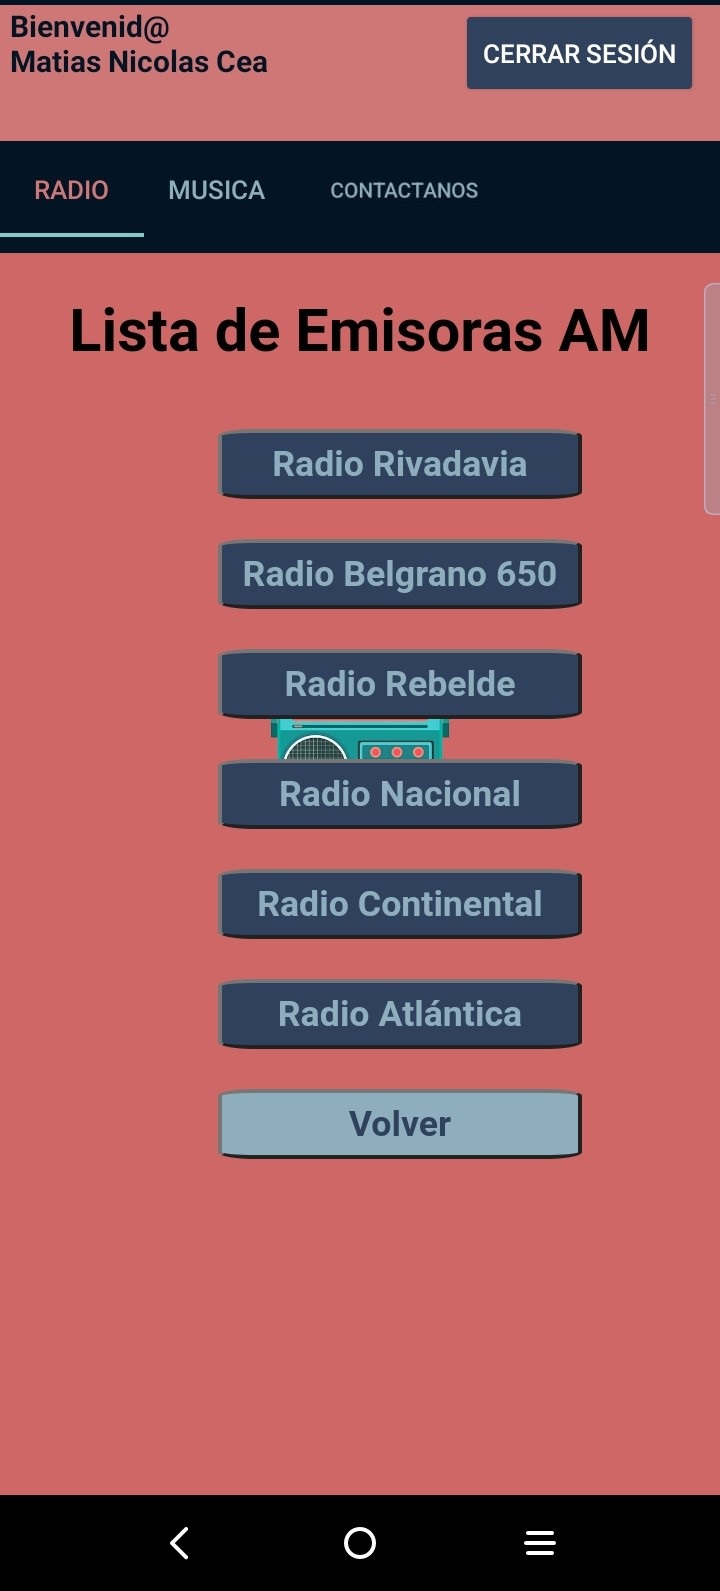 Bienvenid@
Matias Nicolas Cea
CERRAR SESIÓN
RADIO
MUSICA
CONTACTANOS
Lista de Emisoras AM
Radio Rivadavia
Radio Belgrano 650
Radio Rebelde
Radio Nacional
Radio Continental
Radio Atlántica
Volver